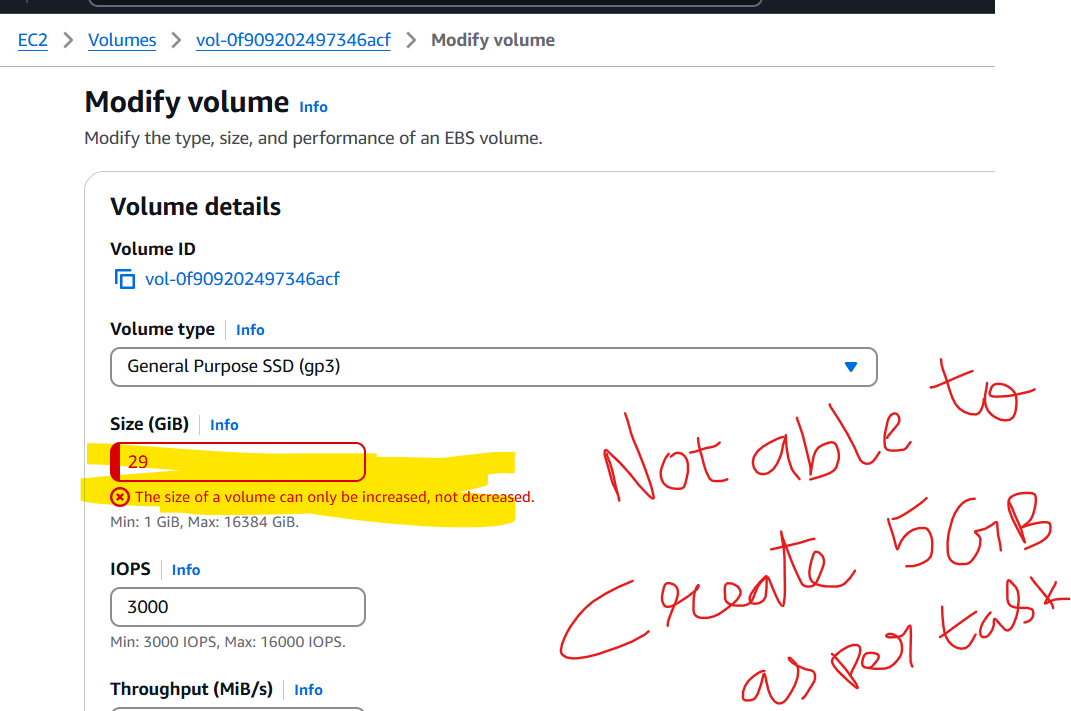 EC2 > Volumes > vol-0f909202497346acf > Modify volume
Modify volume Info
Modify the type, size, and performance of an EBS volume.
Volume details
Volume ID
vol-0f909202497346acf
Volume type Info
General Purpose SSD (gp3)
Size (GiB) Info
29
The size of a volume can only be increased, not decreased.
Min: 1 GiB, Max: 16384 GiB.
IOPS Info
3000
Min: 3000 IOPS, Max: 16000 IOPS.
Throughput (MiB/s) Info
Not able to
Create 5GB
as per task